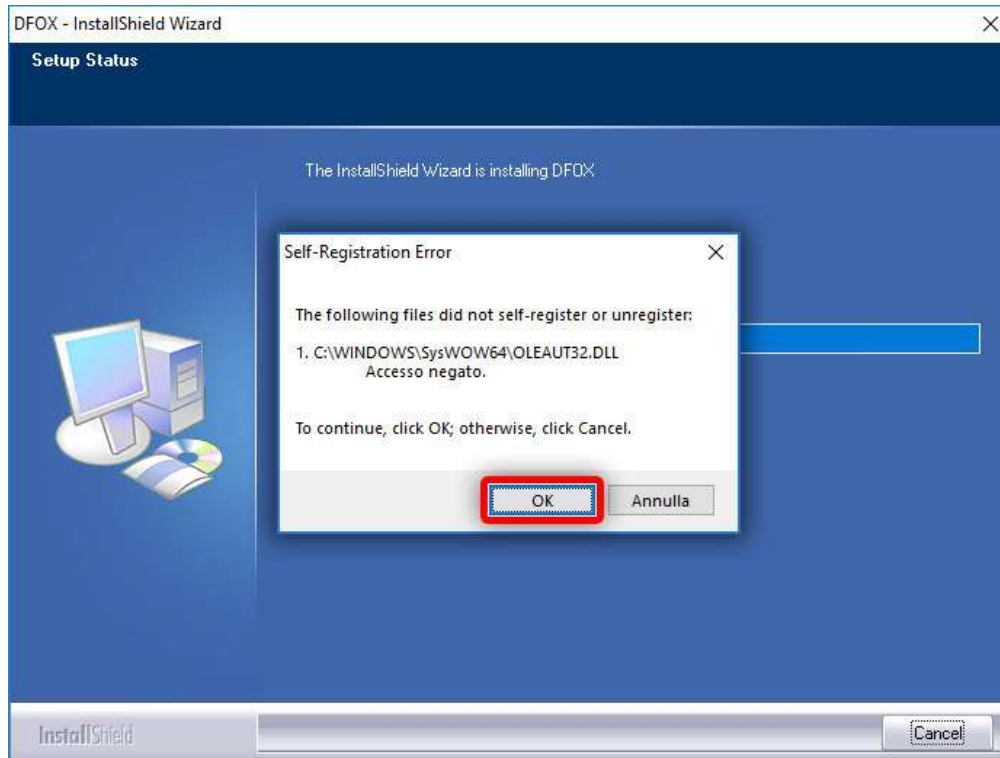 DFOX - InstallShield Wizard
Setup Status
The InstallShield Wizard is installing DFOX
Self-Registration Error
The following files did not self-register or unregister:
1. C:\WINDOWS\SysWOW64\OLEAUT32.DLL
Accesso negato.
To continue, click OK; otherwise, click Cancel.
OK Annulla
InstallShield
Cancel